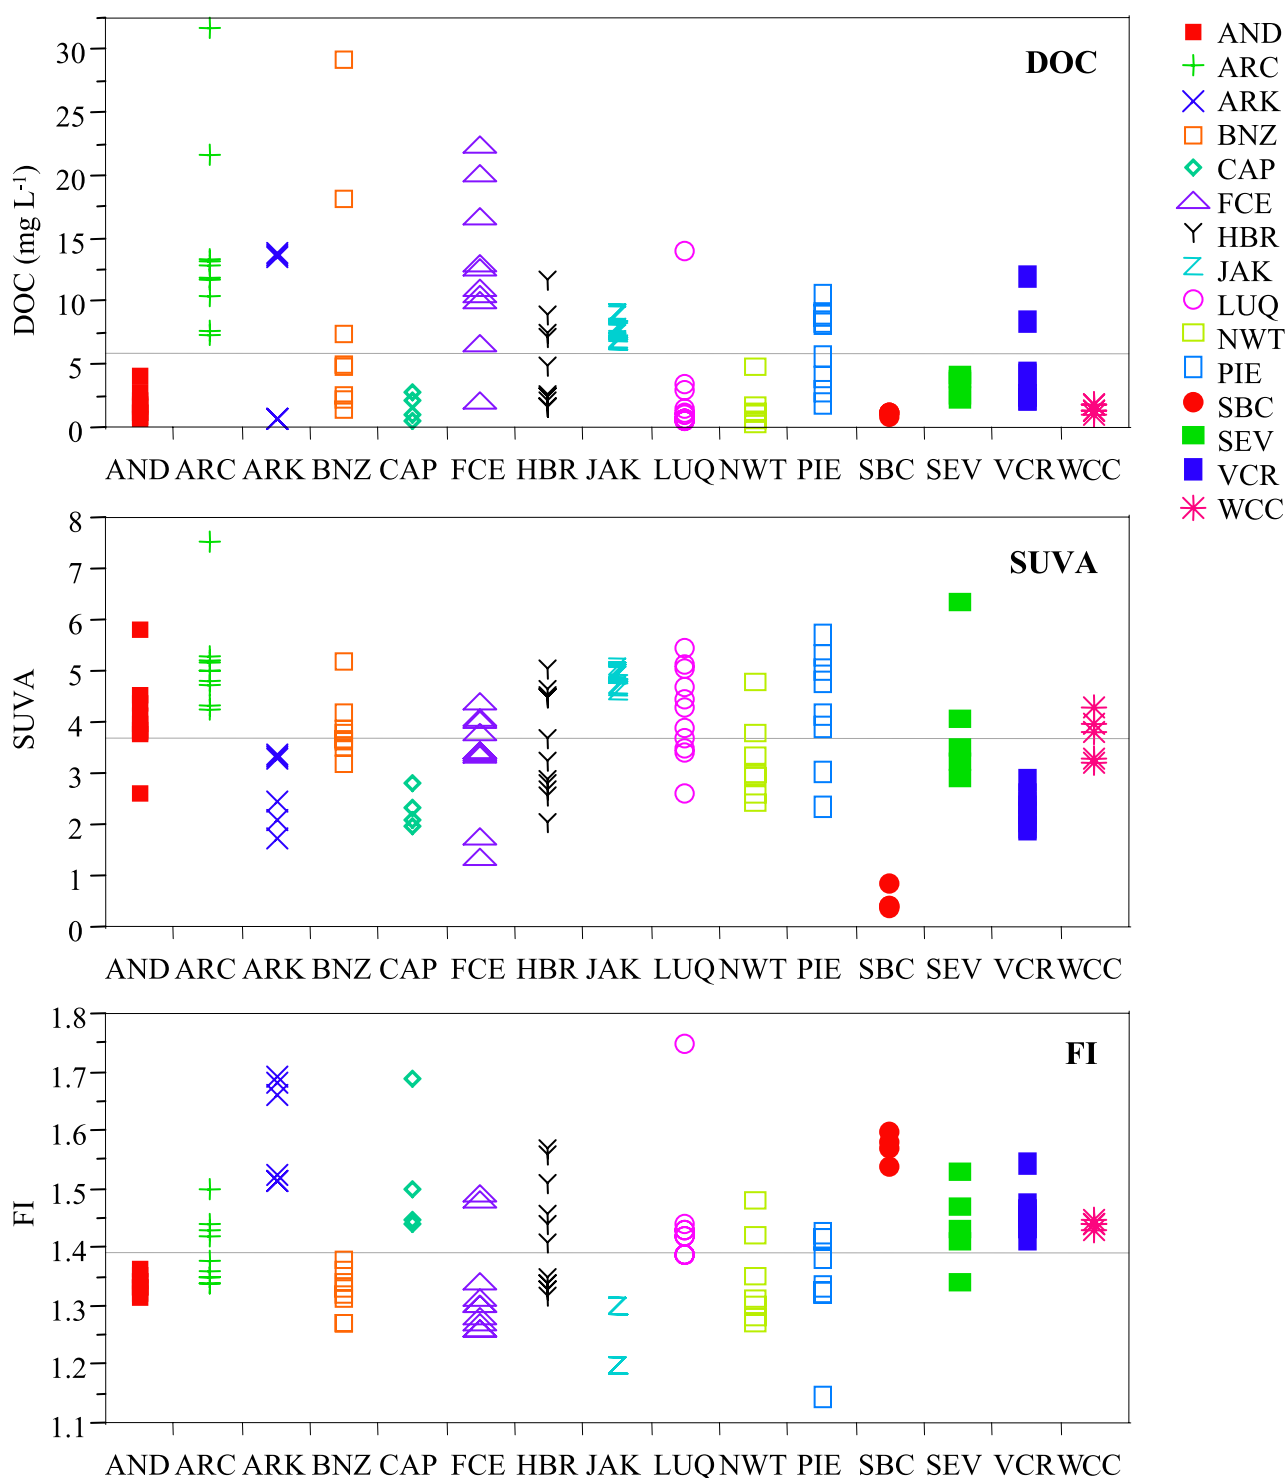 DOC
DOC (mg L⁻¹)
30
25
20
15
10
5
0
AND ARC ARK BNZ CAP FCE HBR JAK LUQ NWT PIE SBC SEV VCR WCC
AND
ARC
ARK
BNZ
CAP
FCE
HBR
JAK
LUQ
NWT
PIE
SBC
SEV
VCR
WCC
SUVA
SUVA
8
7
6
5
4
3
2
1
0
AND ARC ARK BNZ CAP FCE HBR JAK LUQ NWT PIE SBC SEV VCR WCC
FI
FI
1.8
1.7
1.6
1.5
1.4
1.3
1.2
1.1
AND ARC ARK BNZ CAP FCE HBR JAK LUQ NWT PIE SBC SEV VCR WCC